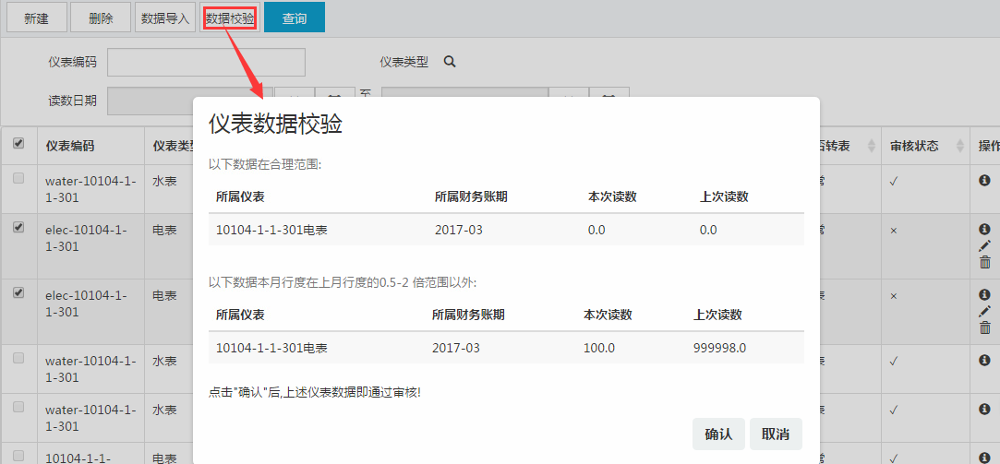 新建 删除 数据导入 数据校验 查询
仪表编码 仪表类型
读数日期 至
仪表编码 仪表类 否转表 审核状态 操作
water-10104-1-
1-301
水表
常
✓
elec-10104-1-
1-301
电表
常
×
elec-10104-1-
1-301
电表
表
×
water-10104-1-
1-301
水表
表
✓
water-10104-1-
1-301
水表
表
✓
10104-1-1-
电表
✓
仪表数据校验
以下数据在合理范围:
所属仪表 所属财务账期 本次读数 上次读数
10104-1-1-301电表 2017-03 0.0 0.0
以下数据本月行度在上月行度的0.5-2 倍范围以外:
所属仪表 所属财务账期 本次读数 上次读数
10104-1-1-301电表 2017-03 100.0 999998.0
点击"确认"后,上述仪表数据即通过审核!
确认 取消